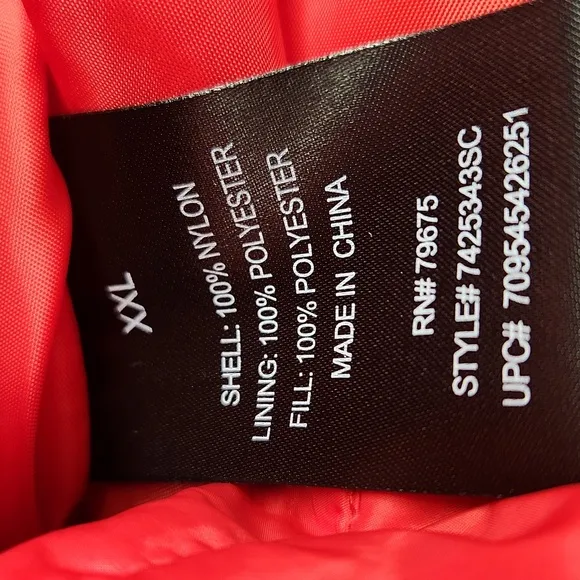 XXL
SHELL: 100% NYLON
LINING: 100% POLYESTER
FILL: 100% POLYESTER
MADE IN CHINA
RN# 79675
STYLE# 7425343SC
UPC# 709545426251